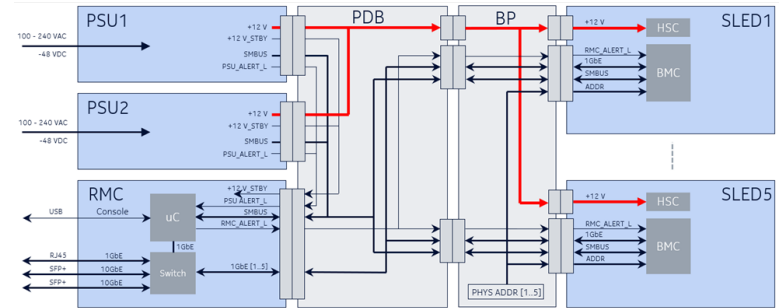 PSU1
PDB
BP
SLED1
100 - 240 VAC
-48 VDC
+12 V
+12 V_STBY
SMBUS
PSU_ALERT_L
+12 V
HSC
RMC_ALERT_L
1GbE
SMBUS
ADDR
BMC
PSU2
100 - 240 VAC
-48 VDC
+12 V
+12 V_STBY
SMBUS
PSU_ALERT_L
RMC
USB
Console
uC
+12 V_STBY
PSU ALERT_L
SMBUS
RMC_ALERT_L
1GbE
RJ45
1GbE
SFP+
10GbE
SFP+
10GbE
Switch
1GbE [1..5]
SLED5
+12 V
HSC
RMC_ALERT_L
1GbE
SMBUS
ADDR
BMC
PHYS ADDR [1..5]